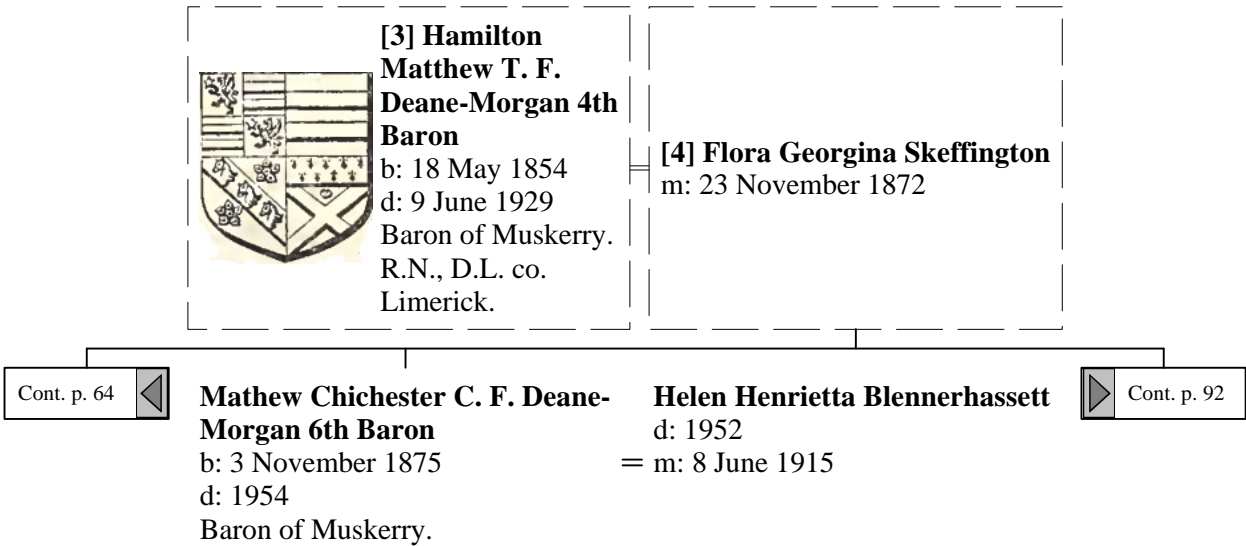 [3] Hamilton
Matthew T. F.
Deane-Morgan 4th
Baron
b: 18 May 1854
d: 9 June 1929
Baron of Muskerry.
R.N., D.L. co.
Limerick.
=
[4] Flora Georgina Skeffington
m: 23 November 1872
Cont. p. 64
Mathew Chichester C. F. Deane-
Morgan 6th Baron
b: 3 November 1875
d: 1954
Baron of Muskerry.
Helen Henrietta Blennerhassett
d: 1952
= m: 8 June 1915
Cont. p. 92